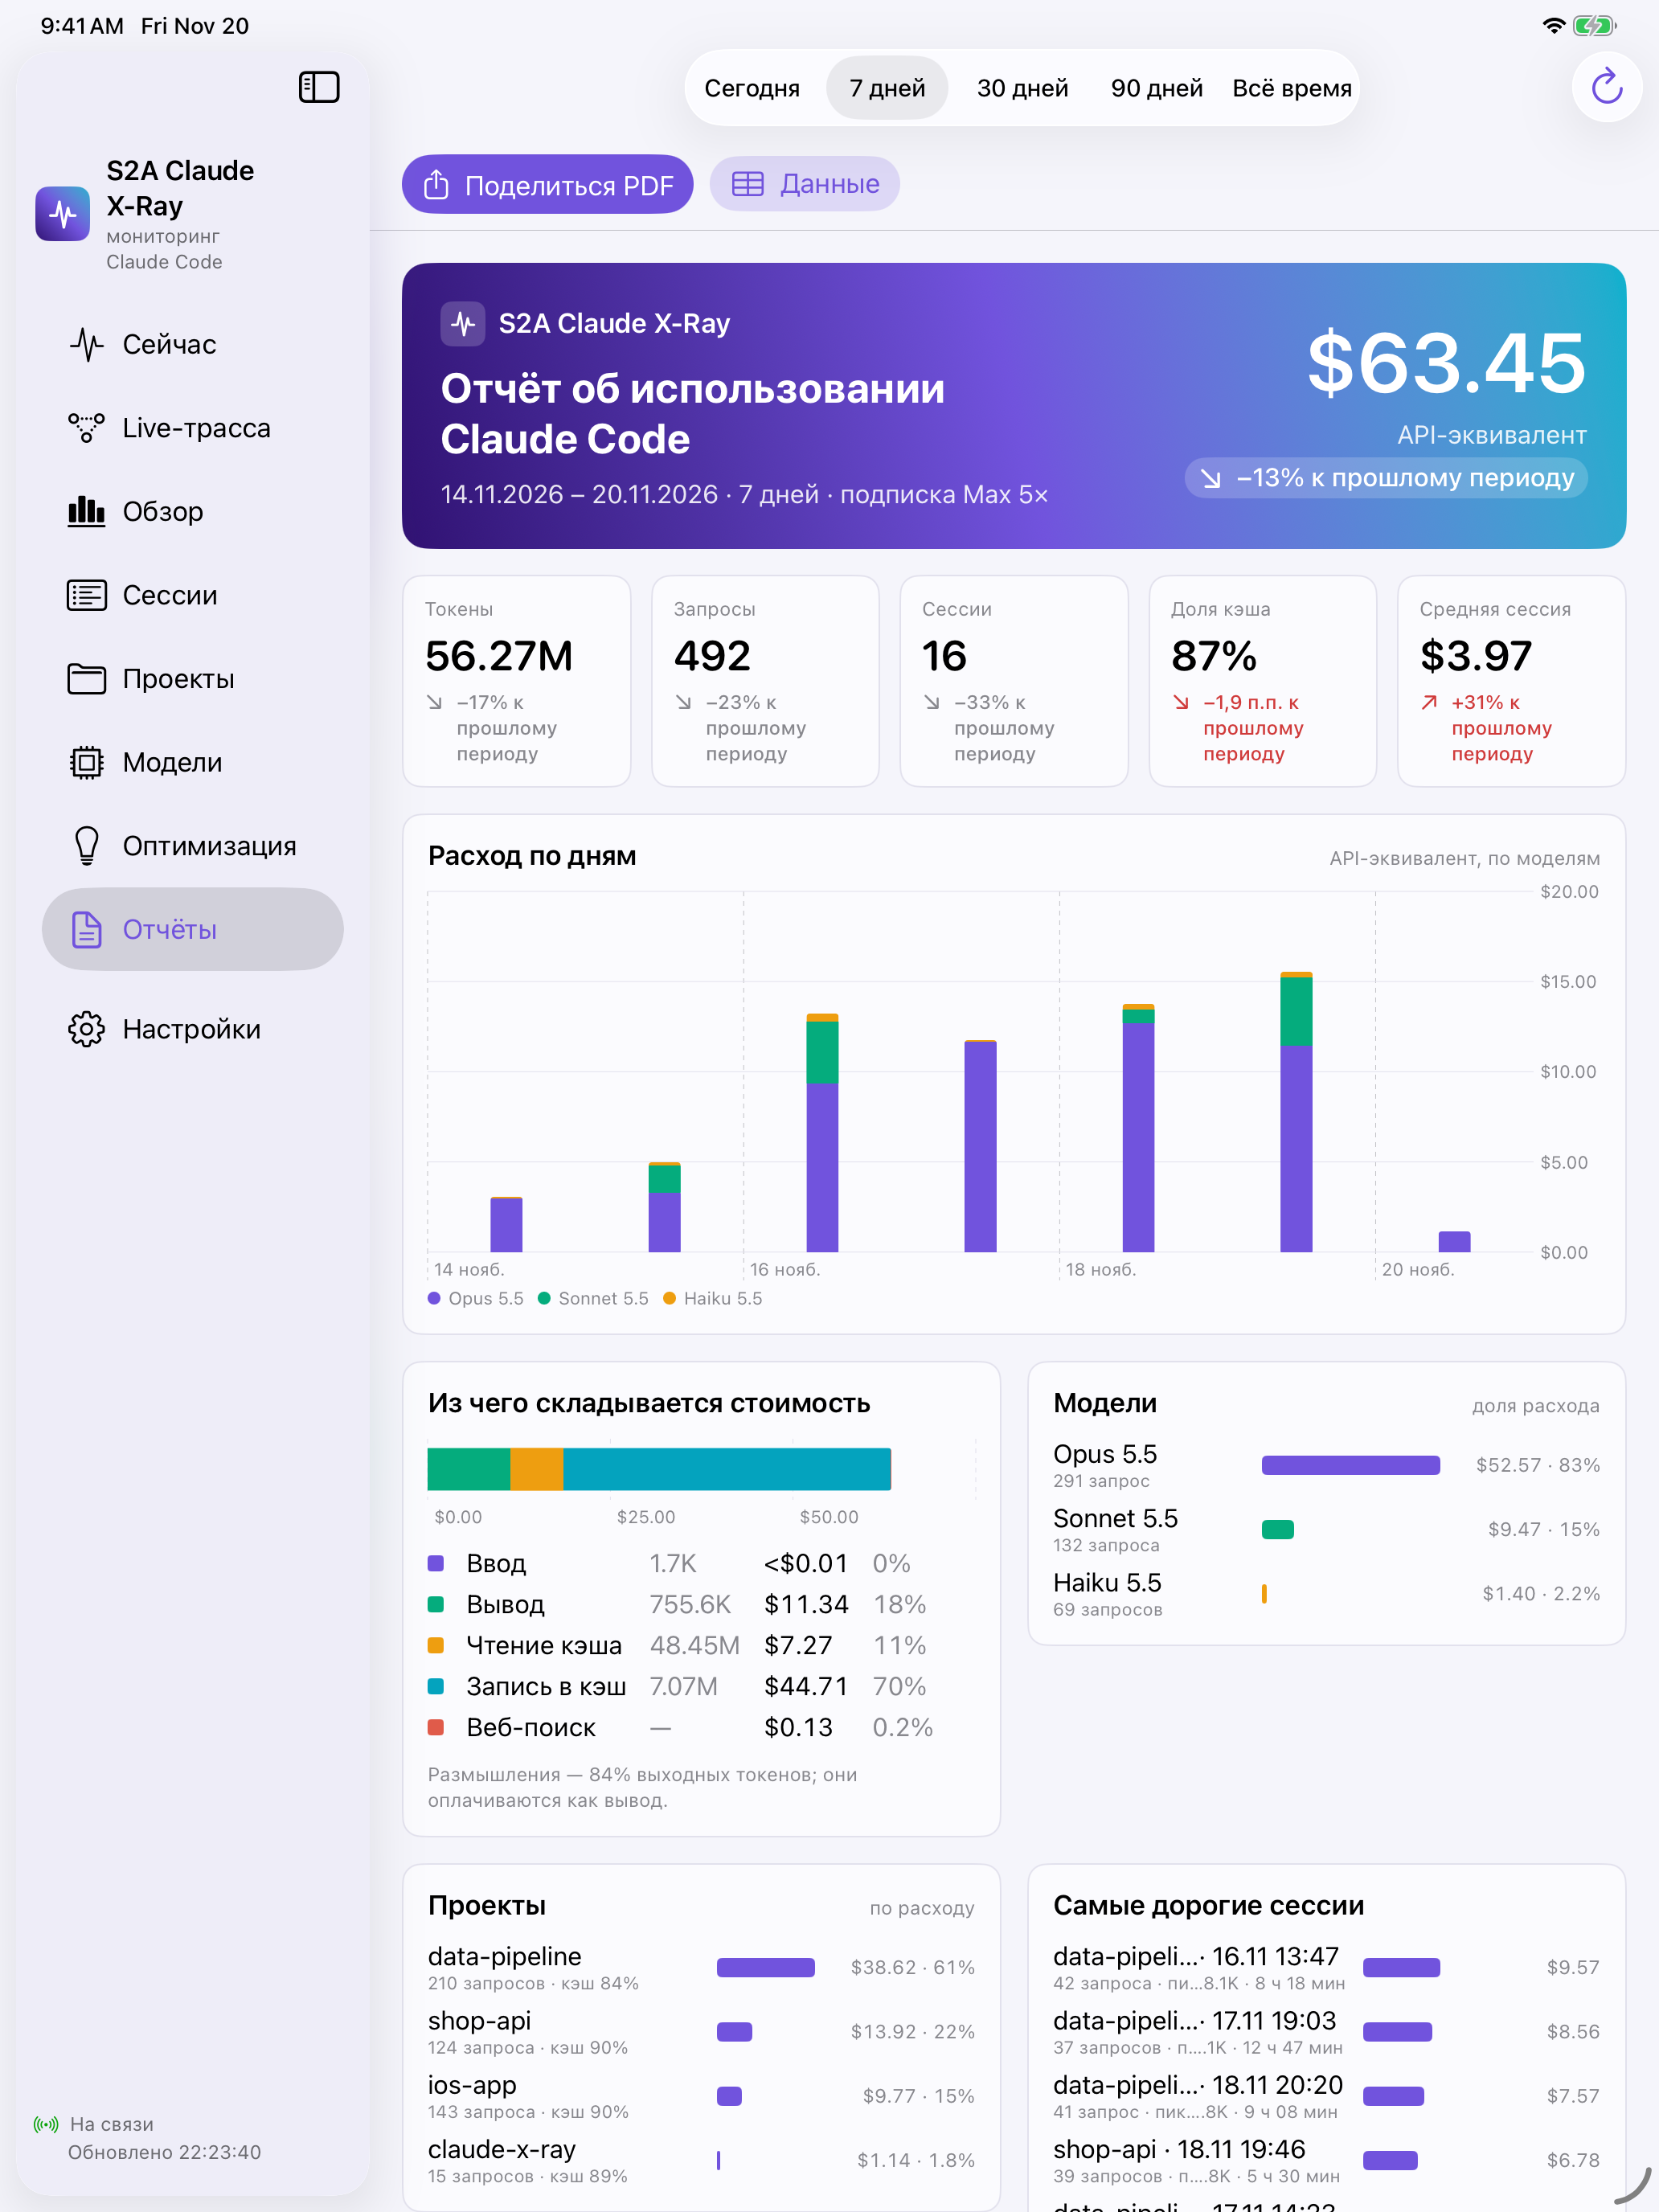 9:41 AM Fri Nov 20
S2A Claude
X-Ray
мониторинг
Claude Code
Сейчас
Live-трасса
Обзор
Сессии
Проекты
Модели
Оптимизация
Отчёты
Настройки
На связи
Обновлено 22:23:40
Сегодня 7 дней 30 дней 90 дней Всё время
Поделиться PDF Данные
S2A Claude X-Ray
Отчёт об использовании
Claude Code
14.11.2026 – 20.11.2026 · 7 дней · подписка Max 5×
$63.45
API-эквивалент
−13% к прошлому периоду
Токены
56.27M
−17% к
прошлому
периоду
Запросы
492
−23% к
прошлому
периоду
Сессии
16
−33% к
прошлому
периоду
Доля кэша
87%
−1,9 п.п. к
прошлому
периоду
Средняя сессия
$3.97
+31% к
прошлому
периоду
Расход по дням API-эквивалент, по моделям
$20.00
$15.00
$10.00
$5.00
$0.00
14 нояб. 16 нояб. 18 нояб. 20 нояб.
Opus 5.5 Sonnet 5.5 Haiku 5.5
Из чего складывается стоимость
$0.00 $25.00 $50.00
Ввод 1.7K <$0.01 0%
Вывод 755.6K $11.34 18%
Чтение кэша 48.45M $7.27 11%
Запись в кэш 7.07M $44.71 70%
Веб-поиск — $0.13 0.2%
Размышления — 84% выходных токенов; они
оплачиваются как вывод.
Модели доля расхода
Opus 5.5 $52.57 · 83%
291 запрос
Sonnet 5.5 $9.47 · 15%
132 запроса
Haiku 5.5 $1.40 · 2.2%
69 запросов
Проекты по расходу
data-pipeline $38.62 · 61%
210 запросов · кэш 84%
shop-api $13.92 · 22%
124 запроса · кэш 90%
ios-app $9.77 · 15%
143 запроса · кэш 90%
claude-x-ray $1.14 · 1.8%
15 запросов · кэш 89%
Самые дорогие сессии
data-pipeli...· 16.11 13:47 $9.57
42 запроса · пи...8.1K · 8 ч 18 мин
data-pipeli...· 17.11 19:03 $8.56
37 запросов · п....1K · 12 ч 47 мин
data-pipeli...· 18.11 20:20 $7.57
41 запрос · пик....8K · 9 ч 08 мин
shop-api · 18.11 19:46 $6.78
39 запросов · п....8K · 5 ч 30 мин